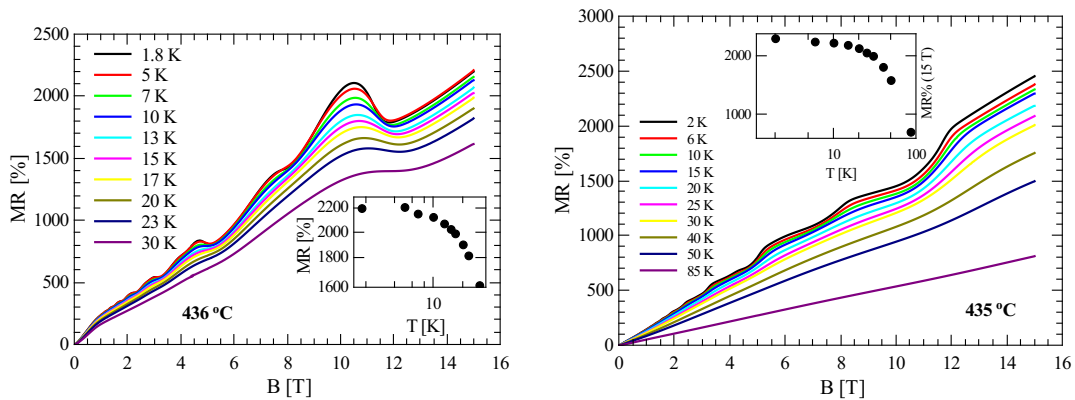 2500
2000
1500
1000
500
0
MR [%]
1.8 K
5 K
7 K
10 K
13 K
15 K
17 K
20 K
23 K
30 K
436 °C
2200
2000
1800
1600
MR [%]
10
T [K]
0 2 4 6 8 10 12 14 16
B [T]
3000
2500
2000
1500
1000
500
0
MR [%]
2 K
6 K
10 K
15 K
20 K
25 K
30 K
40 K
50 K
85 K
2000
1000
10 100
T [K]
MR% (15 T)
435 °C
0 2 4 6 8 10 12 14 16
B [T]